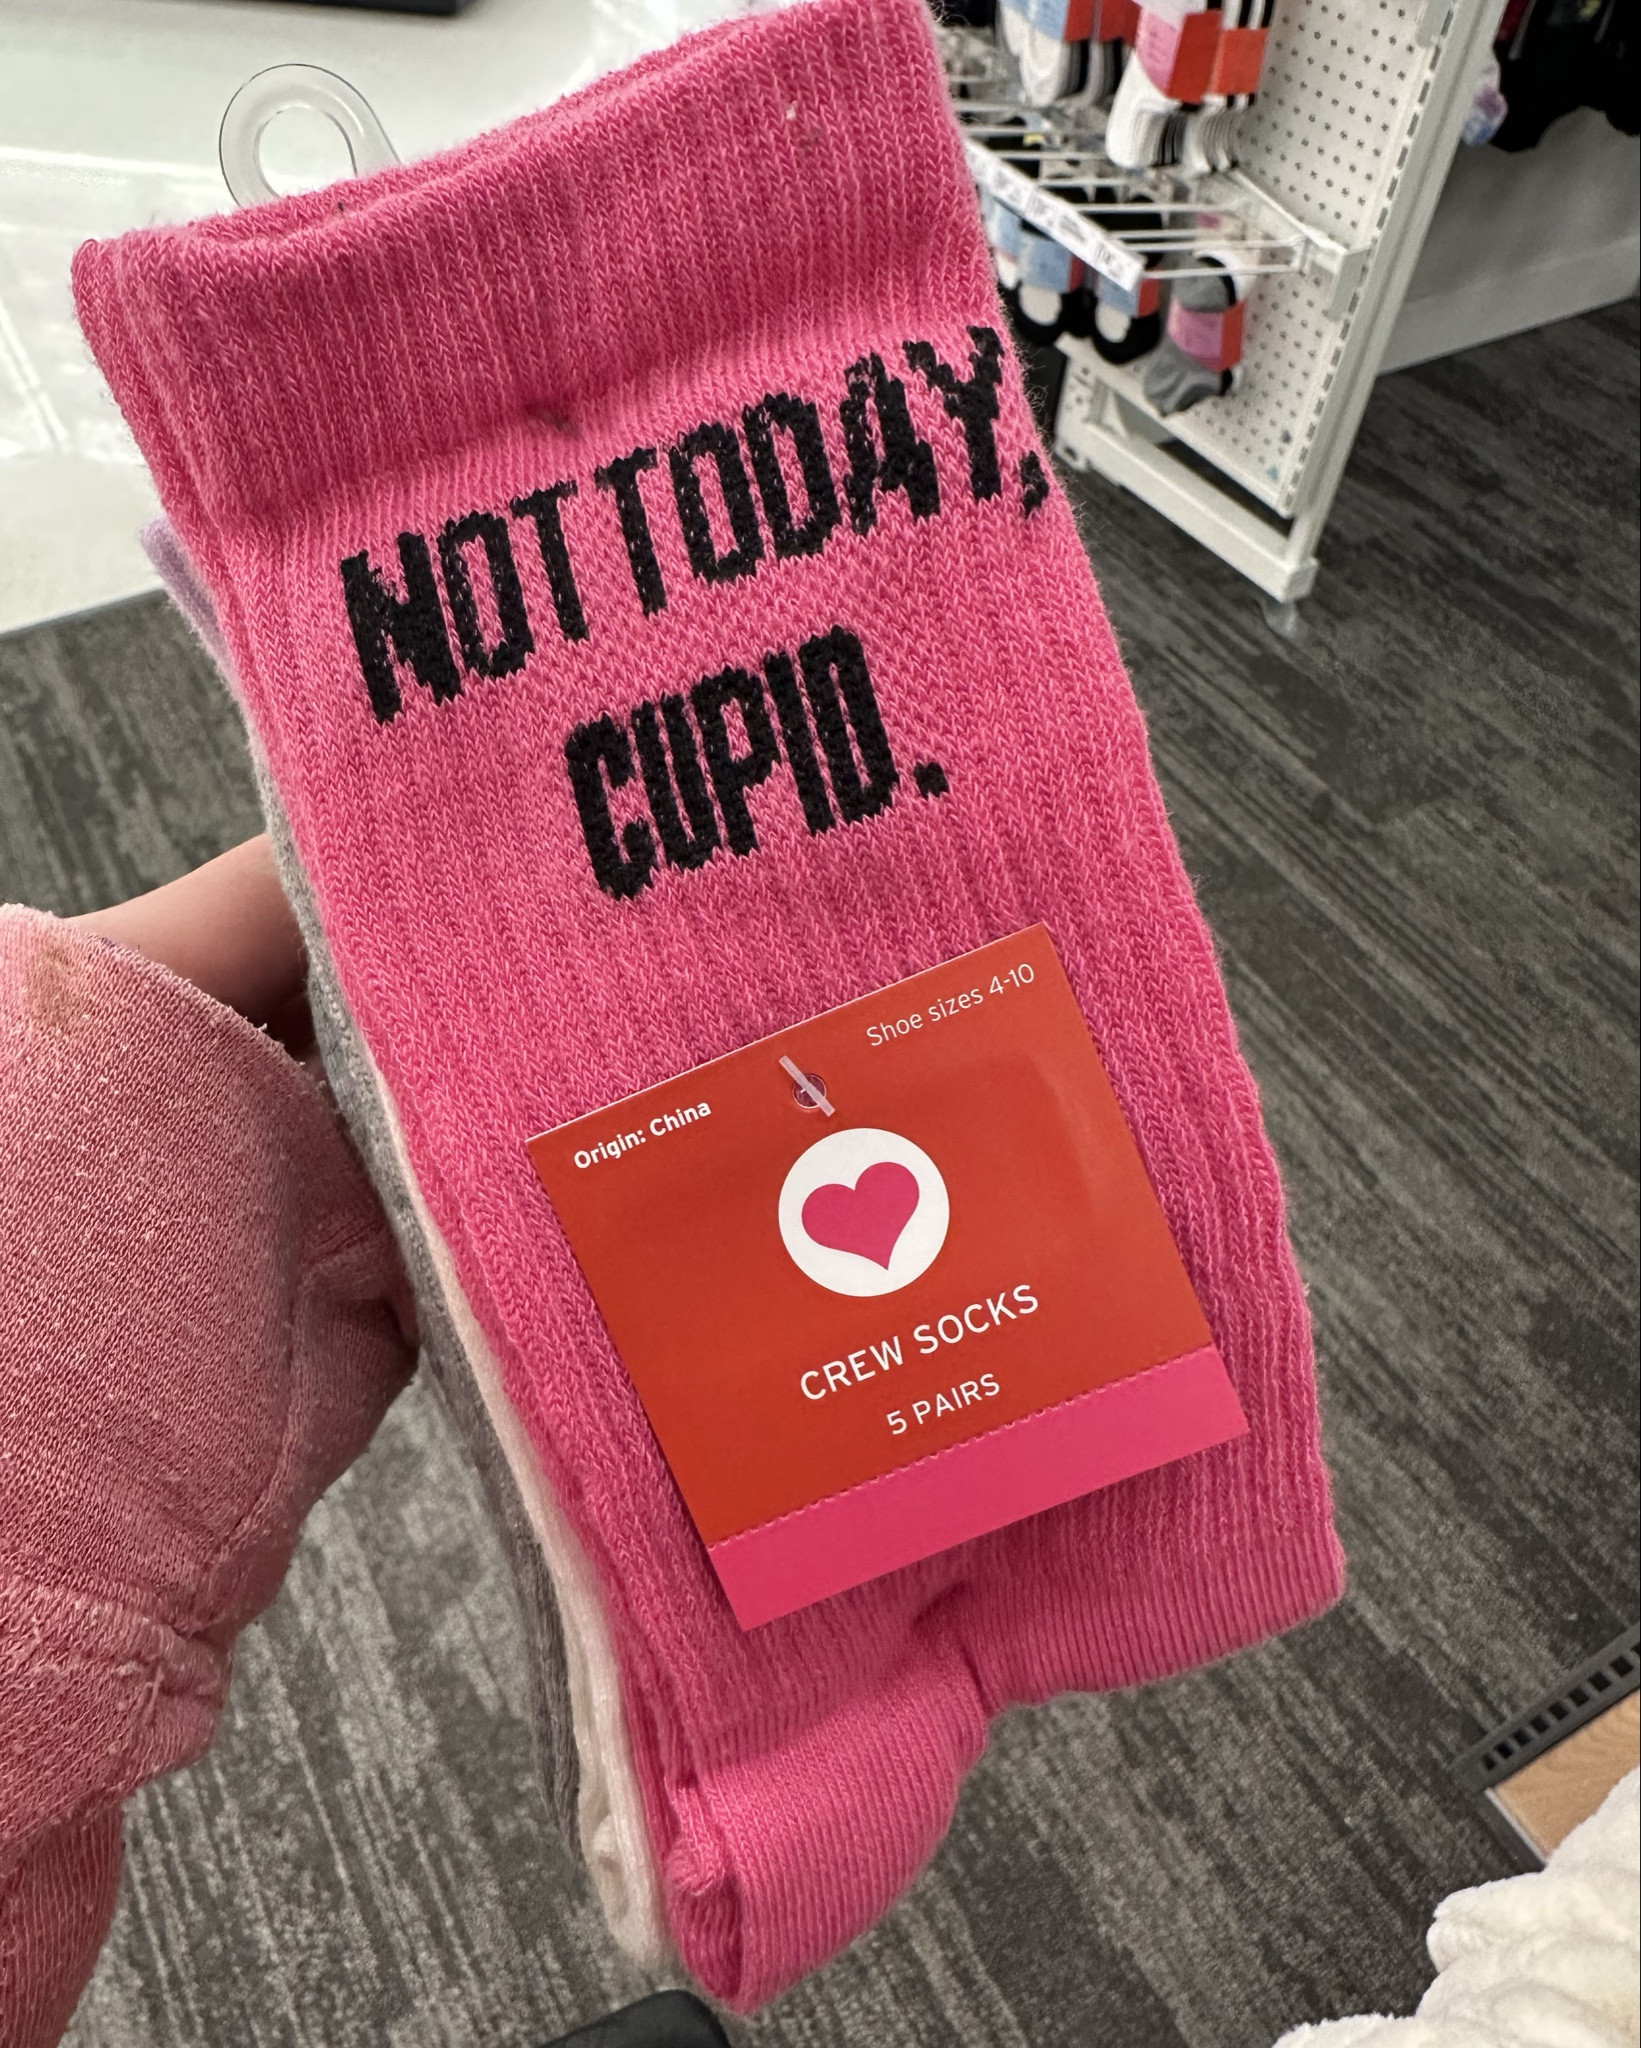 NOT TODAY,
CUPID.
Shoe sizes 4-10
Origin: China
CREW SOCKS
5 PAIRS